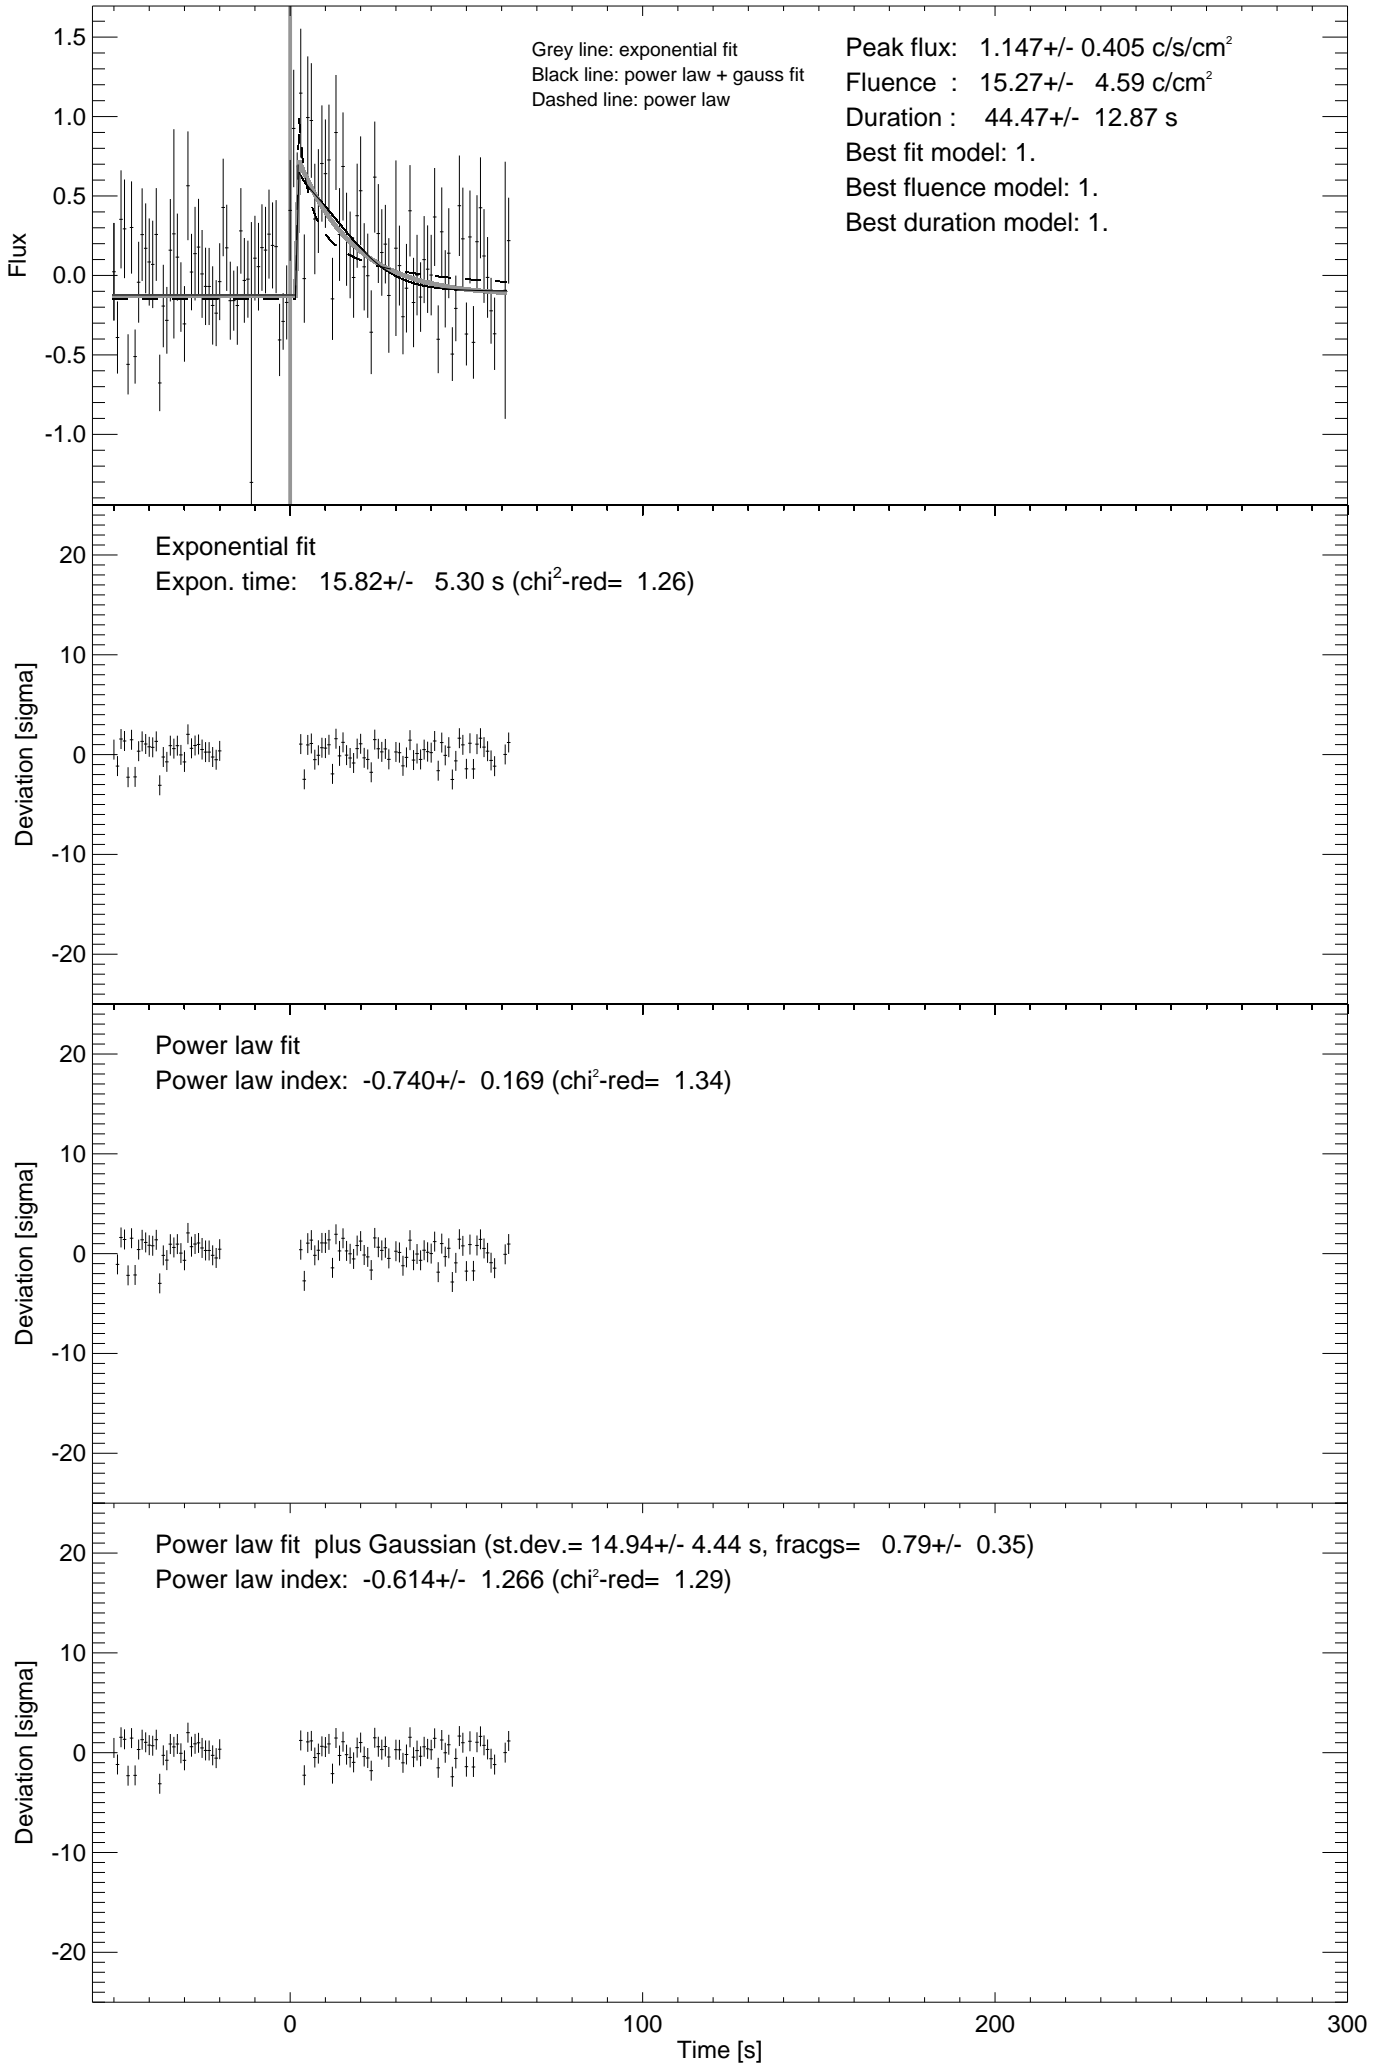 1.5
1.0
0.5
0.0
-0.5
-1.0
Flux
Grey line: exponential fit
Black line: power law + gauss fit
Dashed line: power law
Peak flux: 1.147+/- 0.405 c/s/cm²
Fluence : 15.27+/- 4.59 c/cm²
Duration : 44.47+/- 12.87 s
Best fit model: 1.
Best fluence model: 1.
Best duration model: 1.
20
10
0
-10
-20
Deviation [sigma]
Exponential fit
Expon. time: 15.82+/- 5.30 s (chi²-red= 1.26)
20
10
0
-10
-20
Deviation [sigma]
Power law fit
Power law index: -0.740+/- 0.169 (chi²-red= 1.34)
20
10
0
-10
-20
Deviation [sigma]
Power law fit plus Gaussian (st.dev.= 14.94+/- 4.44 s, fracgs= 0.79+/- 0.35)
Power law index: -0.614+/- 1.266 (chi²-red= 1.29)
0 100 200 300
Time [s]